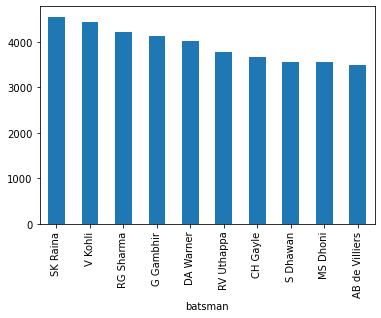 4000
3000
2000
1000
0
SK Raina
V Kohli
RG Sharma
G Gambhir
DA Warner
RV Uthappa
CH Gayle
S Dhawan
MS Dhoni
AB de Villiers
batsman